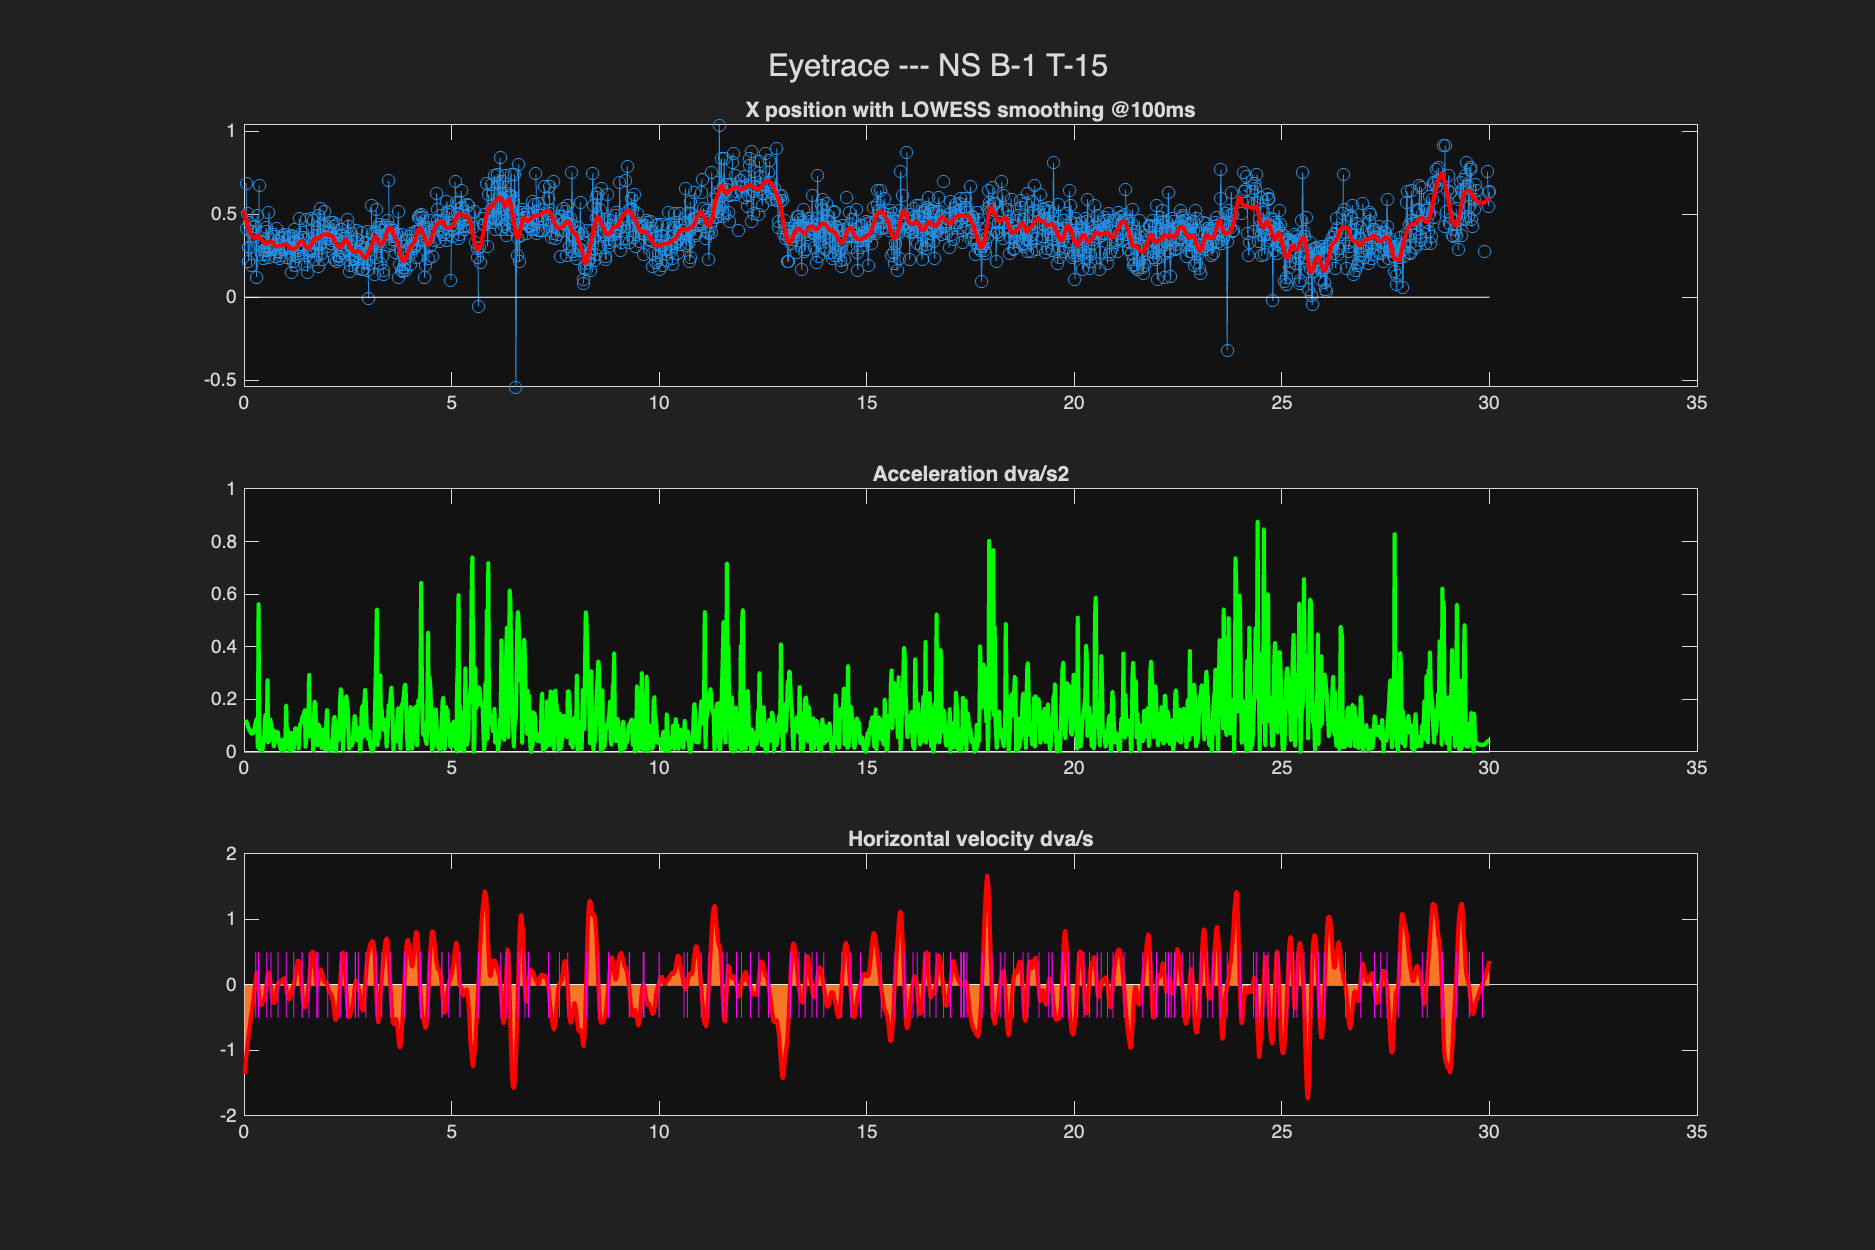 Eyetrace --- NS B-1 T-15
X position with LOWESS smoothing @100ms
1
0.5
0
-0.5
0 5 10 15 20 25 30 35
Acceleration dva/s2
1
0.8
0.6
0.4
0.2
0
0 5 10 15 20 25 30 35
Horizontal velocity dva/s
2
1
0
-1
-2
0 5 10 15 20 25 30 35